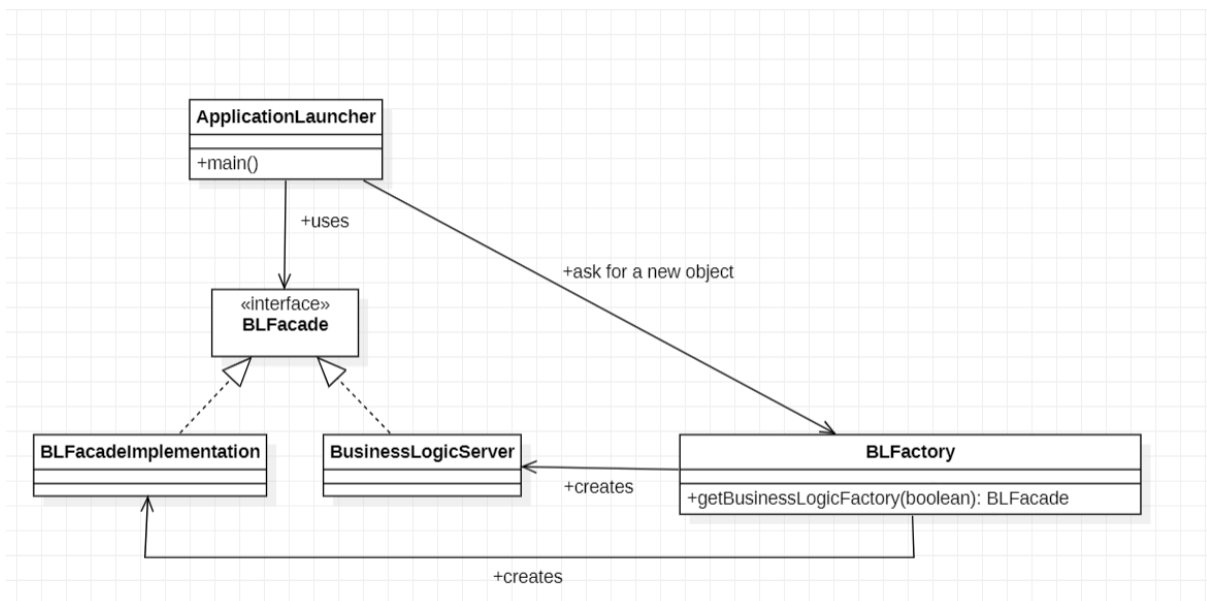 ApplicationLauncher
+main()
+uses
+ask for a new object
«interface»
BLFacade
BLFacadeImplementation
BusinessLogicServer
BLFactory
+creates
+getBusinessLogicFactory(boolean): BLFacade
+creates